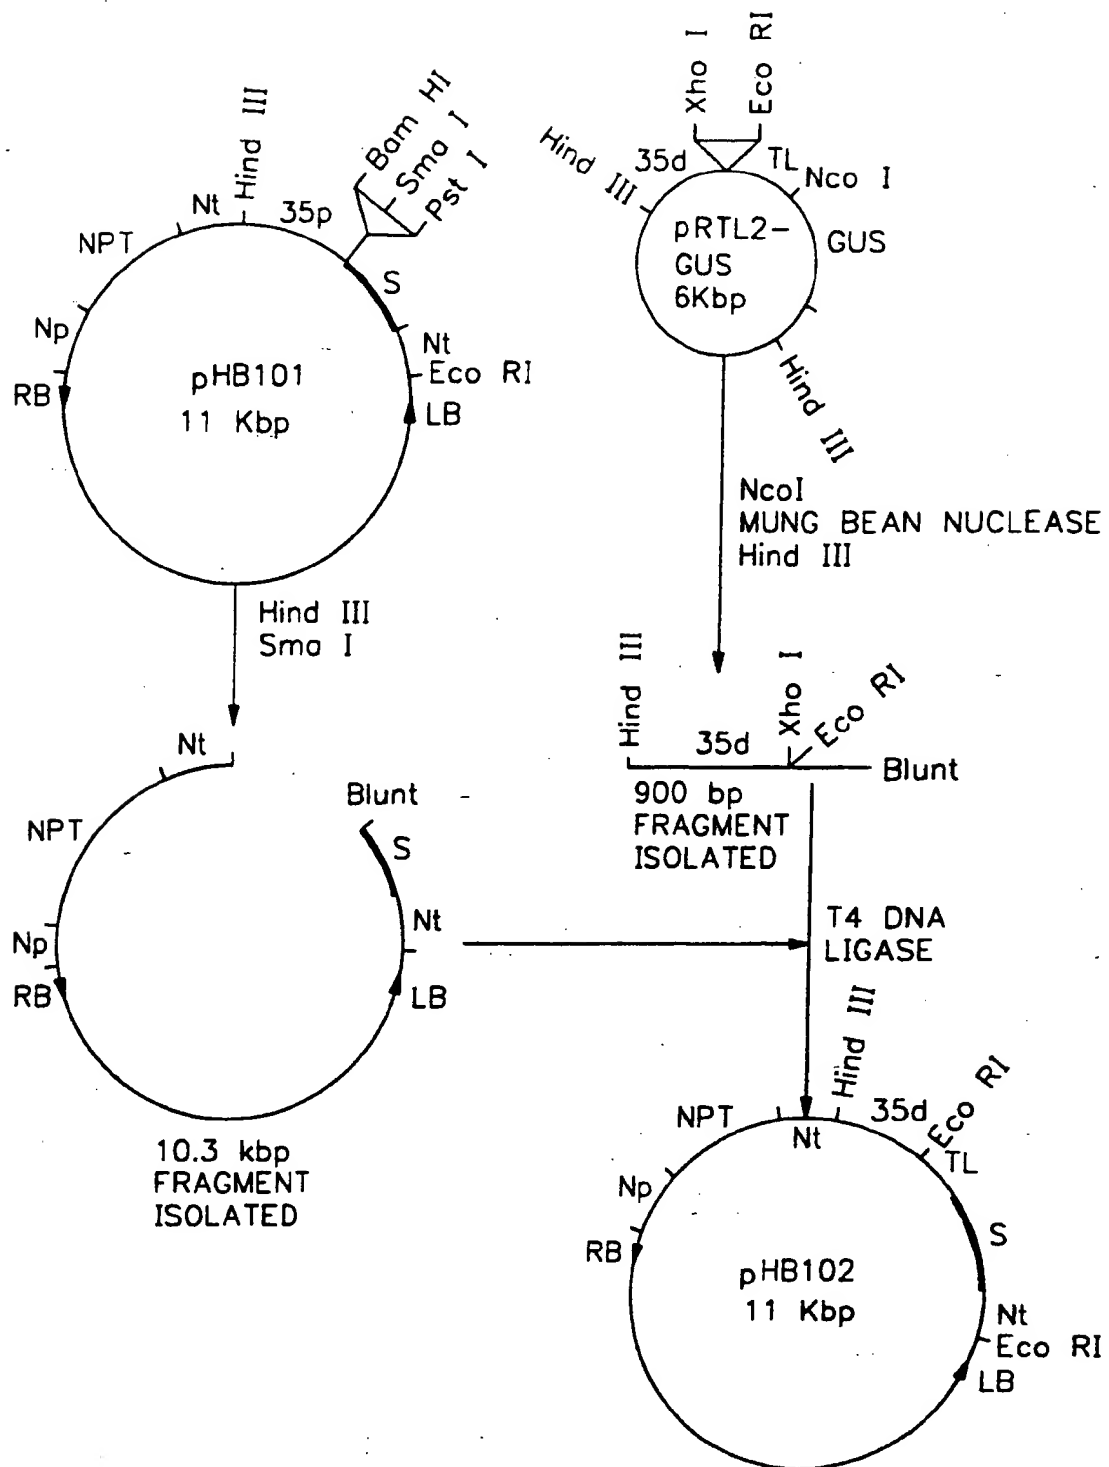 Hind III
Bam HI
Sma I
Pst I
Nt
35p
NPT
S
Np
Nt
RB
Eco RI
LB
pHB101
11 Kbp
Xho I
Eco RI
Hind III
35d
TL
Nco I
pRTL2-
GUS
6Kbp
GUS
Hind III
NcoI
MUNG BEAN NUCLEASE
Hind III
Hind III
Sma I
Hind III
35d
Xho I
Eco RI
Blunt
900 bp
FRAGMENT
ISOLATED
Nt
Blunt
NPT
S
Np
Nt
RB
LB
10.3 kbp
FRAGMENT
ISOLATED
T4 DNA
LIGASE
Hind III
NPT
Nt
35d
Eco RI
TL
Np
S
RB
pHB102
11 Kbp
Nt
Eco RI
LB